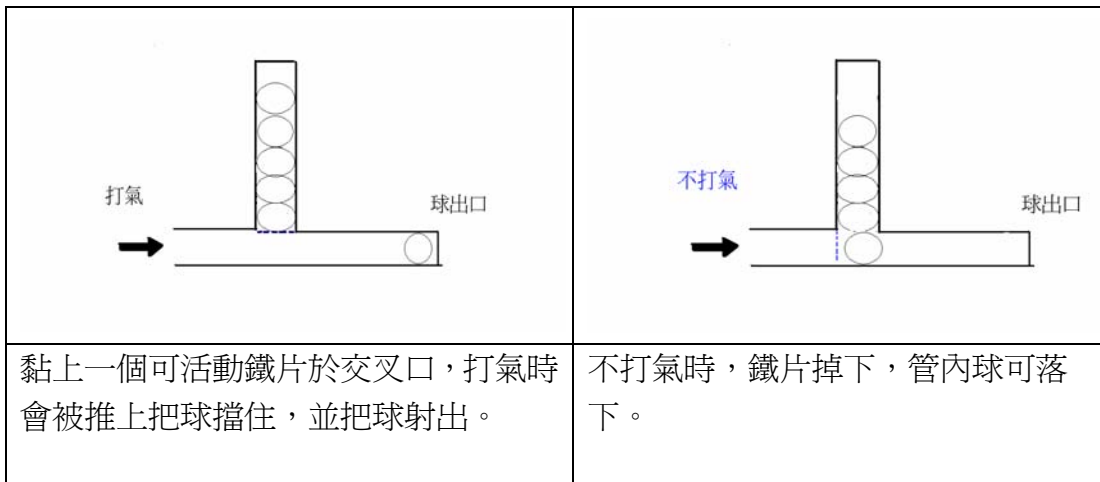 打氣
球出口
不打氣
球出口
黏上一個可活動鐵片於交叉口，打氣時
會被推上把球擋住，並把球射出。
不打氣時，鐵片掉下，管內球可落
下。